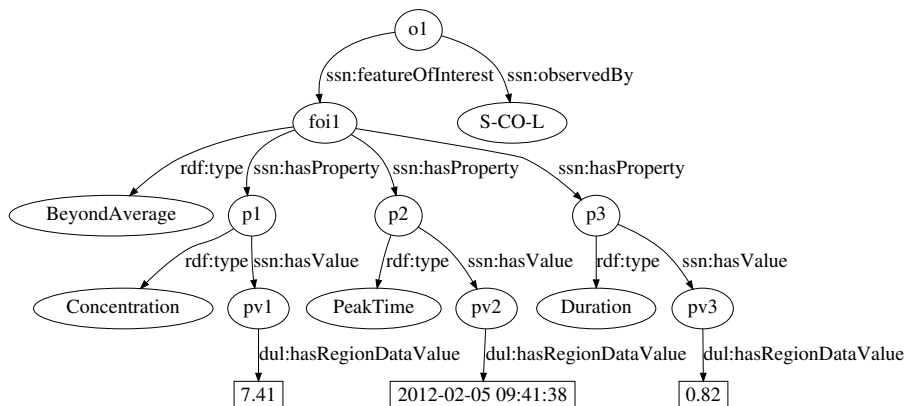 o1
ssn:featureOfInterest ssn:observedBy
foi1 S-CO-L
rdf:type ssn:hasProperty ssn:hasProperty ssn:hasProperty
BeyondAverage p1 p2 p3
rdf:type ssn:hasValue rdf:type ssn:hasValue rdf:type ssn:hasValue
Concentration pv1 PeakTime pv2 Duration pv3
dul:hasRegionDataValue dul:hasRegionDataValue dul:hasRegionDataValue
7.41 2012-02-05 09:41:38 0.82